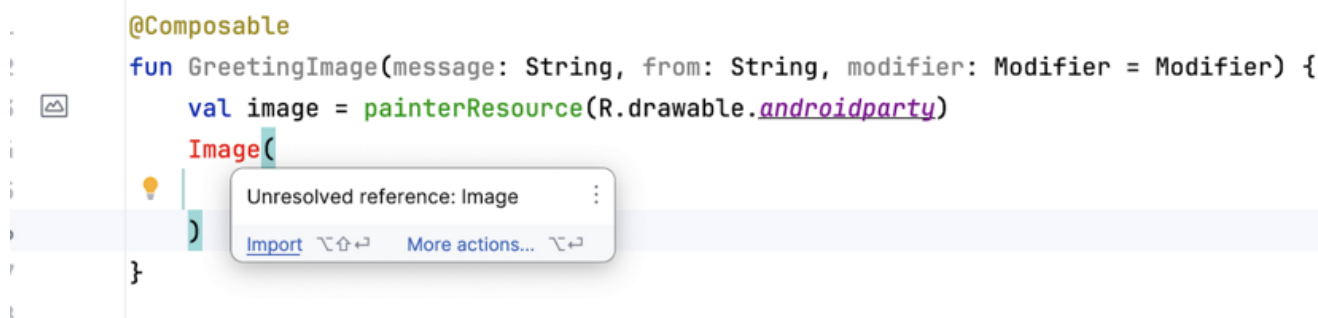 @Composable
fun GreetingImage(message: String, from: String, modifier: Modifier = Modifier) {
val image = painterResource(R.drawable.androidparty)
Image(
Unresolved reference: Image
)
Import ⌥⇧⏎ More actions... ⌥⏎
}